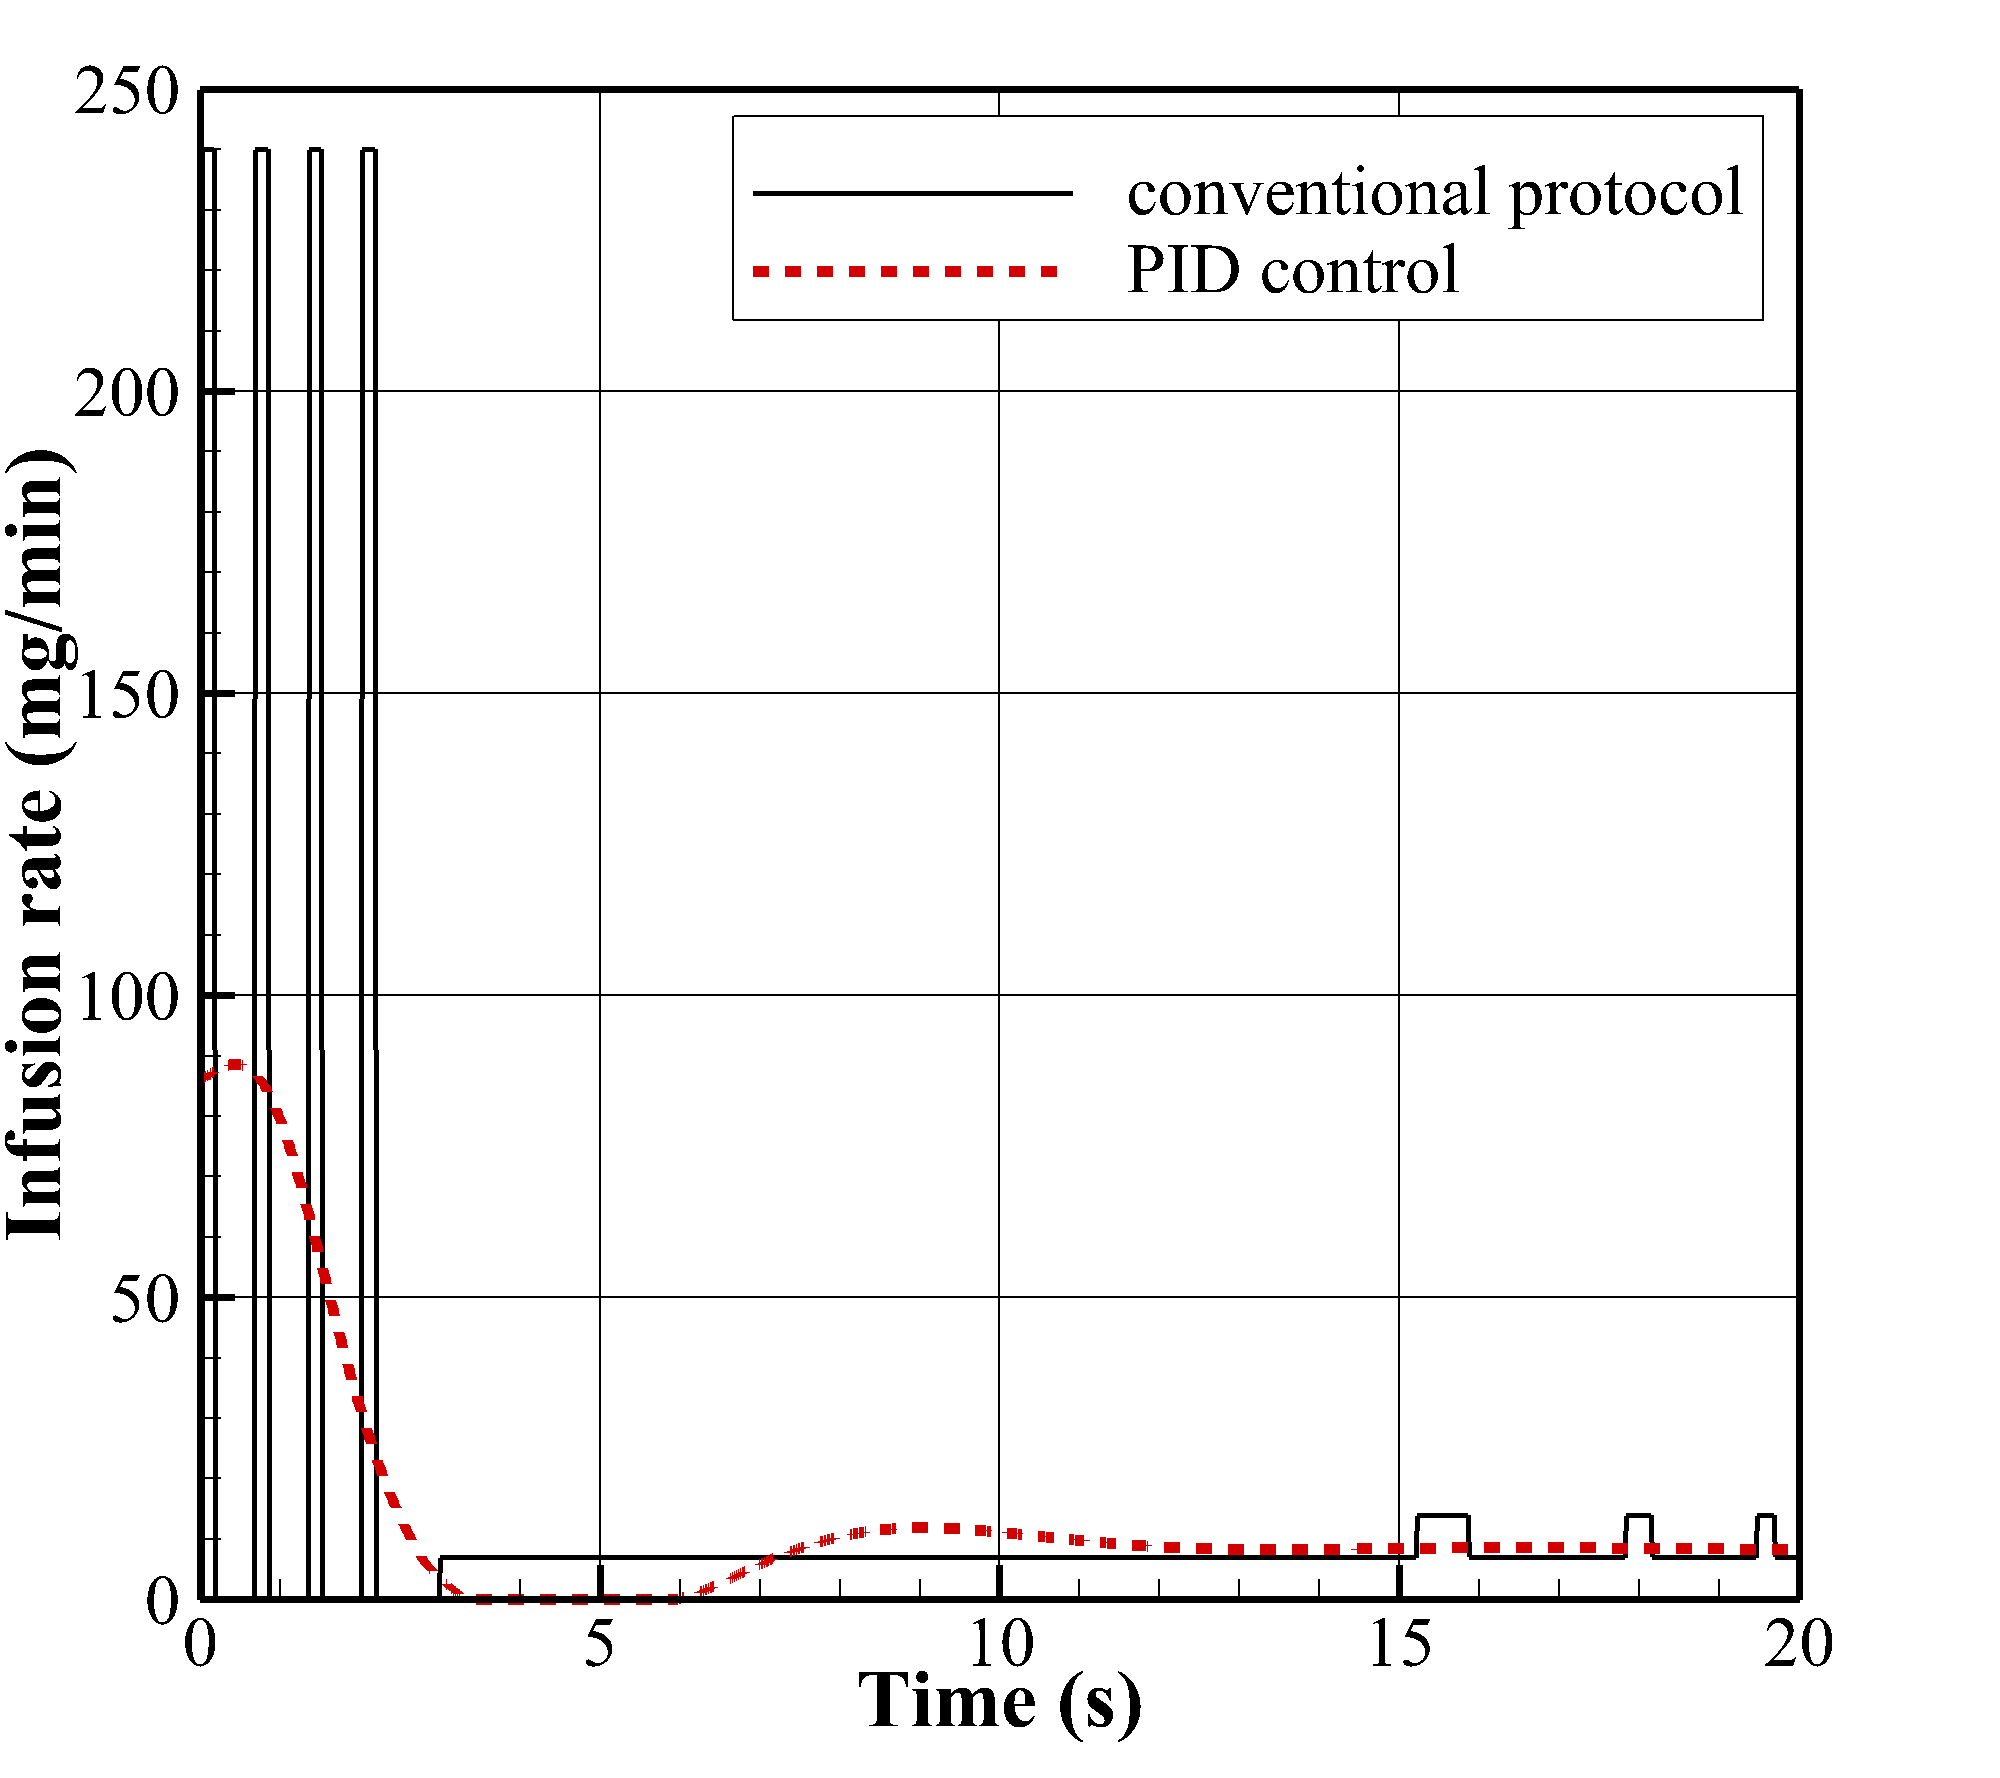 250
200
150
100
50
0
Infusion rate (mg/min)
conventional protocol
PID control
0 5 10 15 20
Time (s)